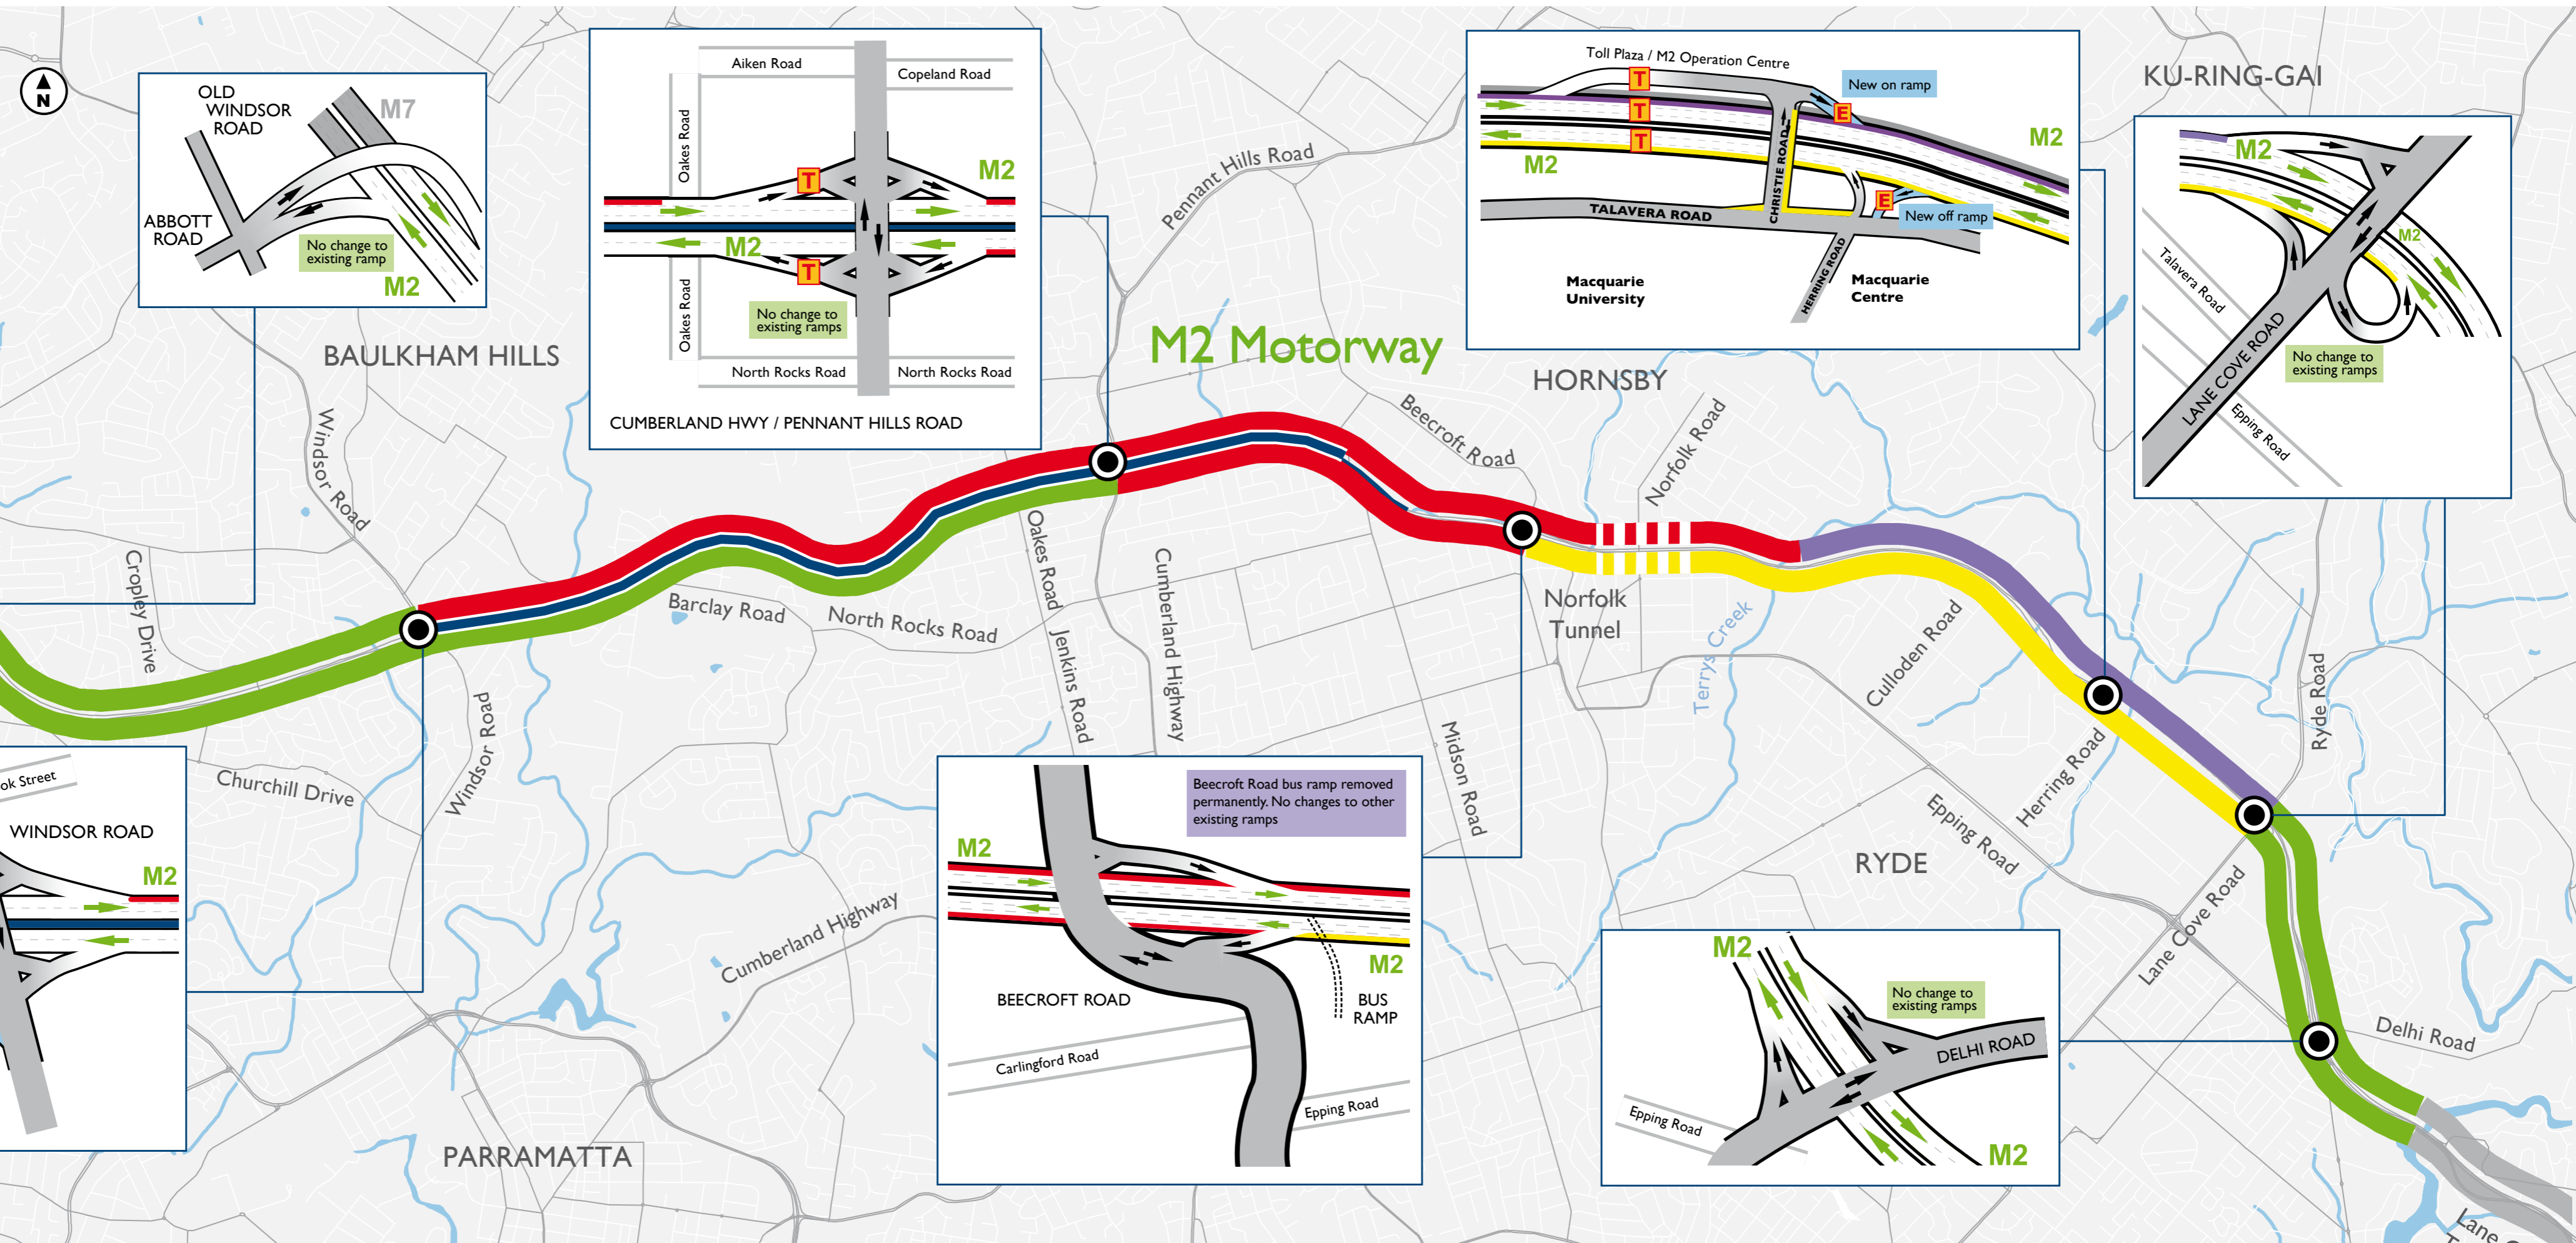 N
OLD
WINDSOR
ROAD
M7
ABBOTT
ROAD
No change to
existing ramp
M2
Aiken Road
Copeland Road
Oakes Road
T
M2
M2
T
Oakes Road
No change to
existing ramps
North Rocks Road
North Rocks Road
CUMBERLAND HWY / PENNANT HILLS ROAD
Toll Plaza / M2 Operation Centre
T
T
T
New on ramp
E
M2
M2
CHRISTIE ROAD
TALAVERA ROAD
E
New off ramp
HERRING ROAD
Macquarie
University
Macquarie
Centre
KU-RING-GAI
M2
M2
Talavera Road
LANE COVE ROAD
No change to
existing ramps
Epping Road
BAULKHAM HILLS
Pennant Hills Road
M2 Motorway
HORNSBY
Windsor Road
Beecroft Road
Norfolk Road
Cropley Drive
Oakes Road
Cumberland Highway
Barclay Road
North Rocks Road
Jenkins Road
Norfolk
Tunnel
Terrys Creek
Culloden Road
Ryde Road
Windsor Road
Churchill Drive
Midson Road
Herring Road
Epping Road
RYDE
Lane Cove Road
Cumberland Highway
Delhi Road
PARRAMATTA
ok Street
WINDSOR ROAD
M2
Beecroft Road bus ramp removed
permanently. No changes to other
existing ramps
M2
M2
BEECROFT ROAD
BUS
RAMP
Carlingford Road
Epping Road
M2
No change to
existing ramps
DELHI ROAD
Epping Road
M2
Lane